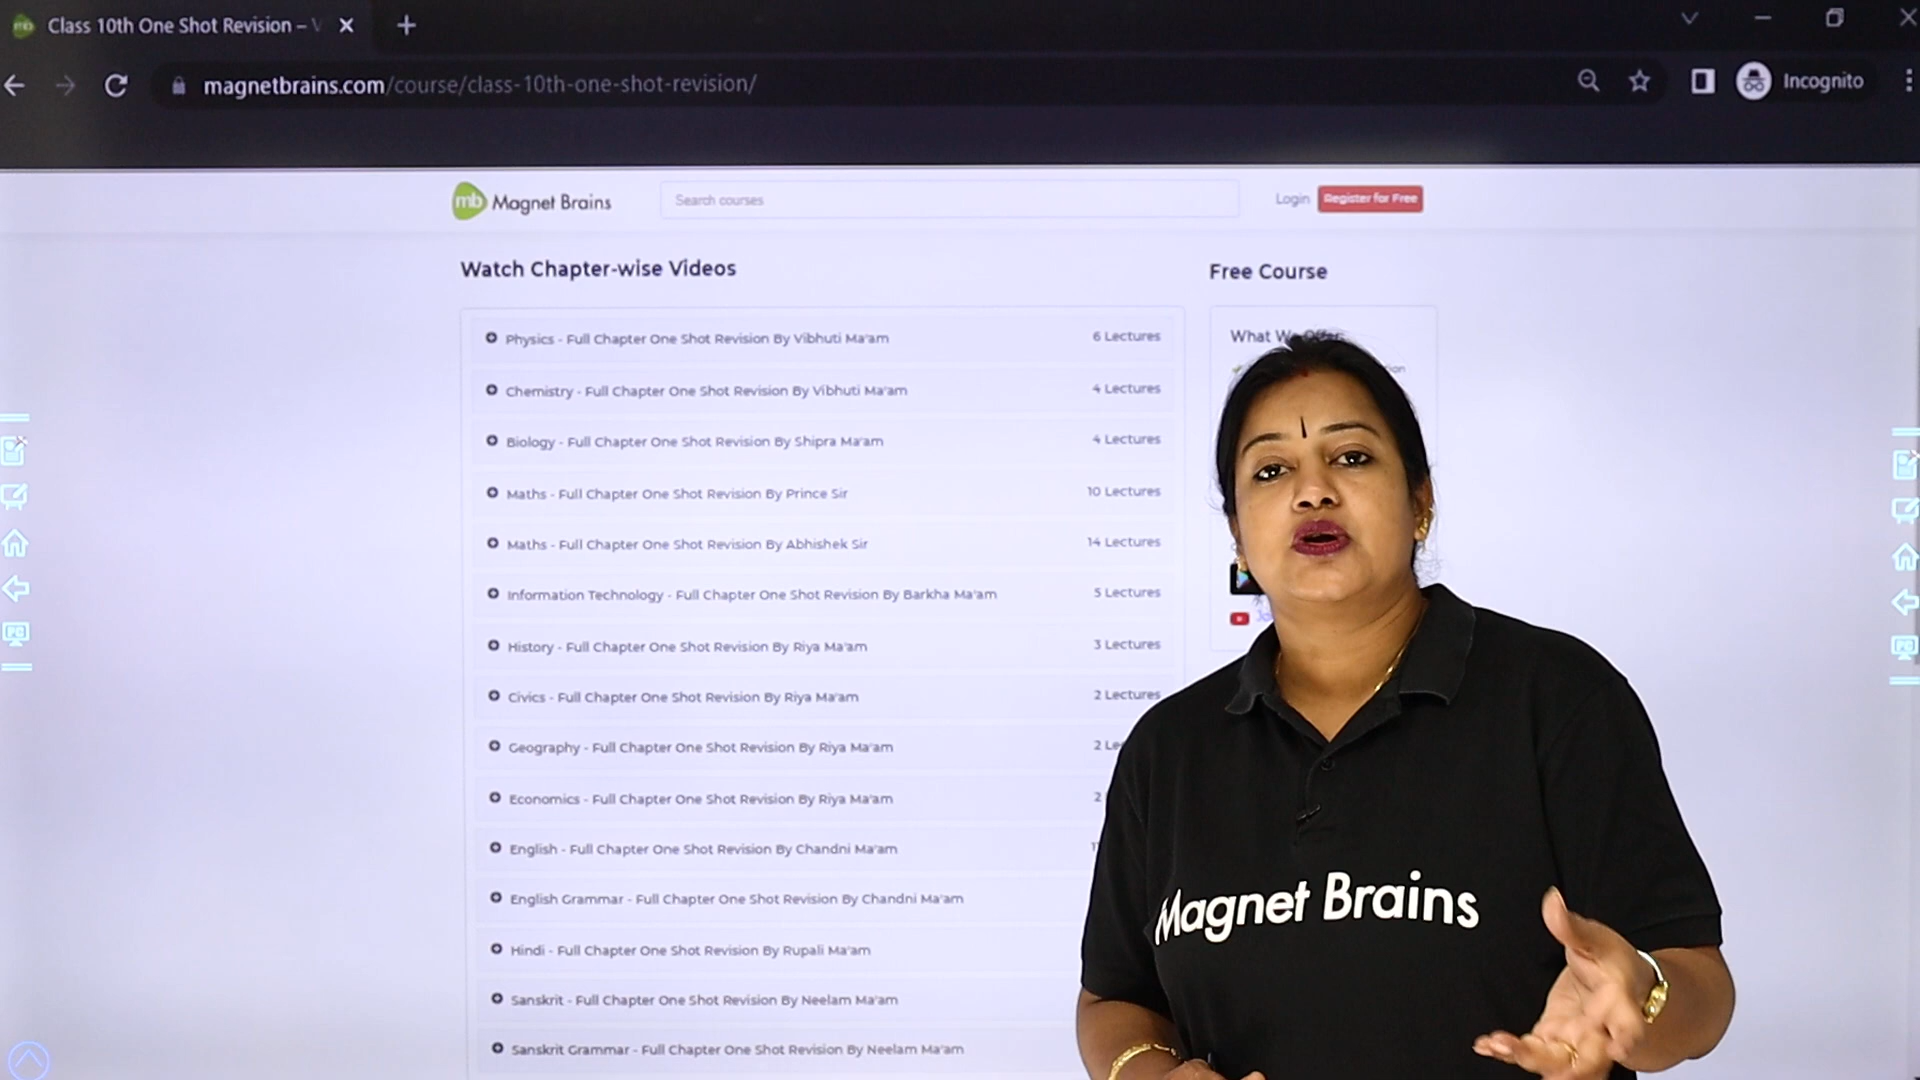 Class 10th One Shot Revision –
magnetbrains.com/course/class-10th-one-shot-revision/
Incognito
mb Magnet Brains
Search courses
Login
Register for Free
Watch Chapter-wise Videos
Free Course
What We Offer
Physics - Full Chapter One Shot Revision By Vibhuti Ma'am
6 Lectures
Chemistry - Full Chapter One Shot Revision By Vibhuti Ma'am
4 Lectures
Biology - Full Chapter One Shot Revision By Shipra Ma'am
4 Lectures
Maths - Full Chapter One Shot Revision By Prince Sir
10 Lectures
Maths - Full Chapter One Shot Revision By Abhishek Sir
14 Lectures
Information Technology - Full Chapter One Shot Revision By Barkha Ma'am
5 Lectures
History - Full Chapter One Shot Revision By Riya Ma'am
3 Lectures
Civics - Full Chapter One Shot Revision By Riya Ma'am
2 Lectures
Geography - Full Chapter One Shot Revision By Riya Ma'am
2
Economics - Full Chapter One Shot Revision By Riya Ma'am
2
English - Full Chapter One Shot Revision By Chandni Ma'am
English Grammar - Full Chapter One Shot Revision By Chandni Ma'am
Hindi - Full Chapter One Shot Revision By Rupali Ma'am
Sanskrit - Full Chapter One Shot Revision By Neelam Ma'am
Sanskrit Grammar - Full Chapter One Shot Revision By Neelam Ma'am
Magnet Brains